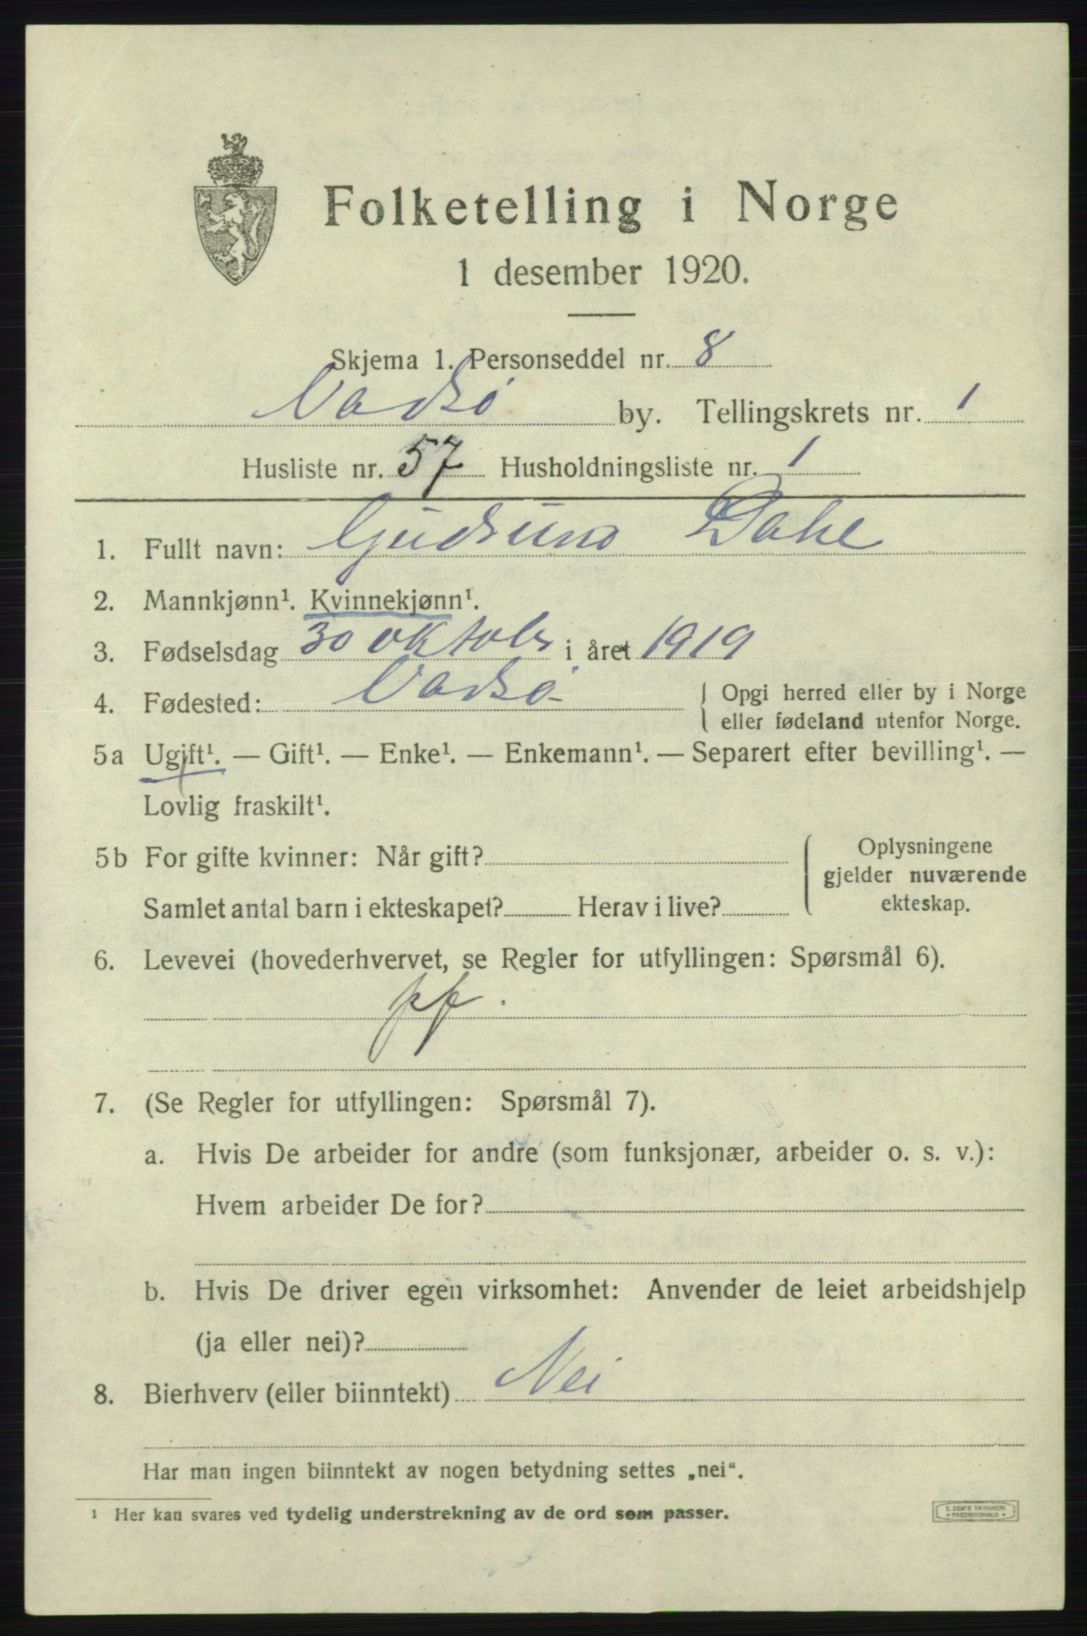 Folketelling i Norge
1 desember 1920.
Skjema 1. Personseddel nr. 8
Vadsø by. Tellingskrets nr. 1
Husliste nr. 57 Husholdningsliste nr. 1
1. Fullt navn: Gudrun Dahl
2. Mannkjønn¹. Kvinnekjønn¹.
3. Fødselsdag 30 oktober i året 1919
4. Fødested: Vadsø { Opgi herred eller by i Norge
eller fødeland utenfor Norge.
5a Ugift¹. — Gift¹. — Enke¹. — Enkemann¹. — Separert efter bevilling¹. —
Lovlig fraskilt¹.
5b For gifte kvinner: Når gift? { Oplysningene
gjelder nuværende
Samlet antal barn i ekteskapet? Herav i live? ekteskap.
6. Levevei (hovederhvervet, se Regler for utfyllingen: Spørsmål 6).
pf.
7. (Se Regler for utfyllingen: Spørsmål 7).
a. Hvis De arbeider for andre (som funksjonær, arbeider o. s. v.):
Hvem arbeider De for?
b. Hvis De driver egen virksomhet: Anvender de leiet arbeidshjelp
(ja eller nei)?
8. Bierhverv (eller biinntekt) Nei
Har man ingen biinntekt av nogen betydning settes „nei“.
¹ Her kan svares ved tydelig understrekning av de ord som passer.